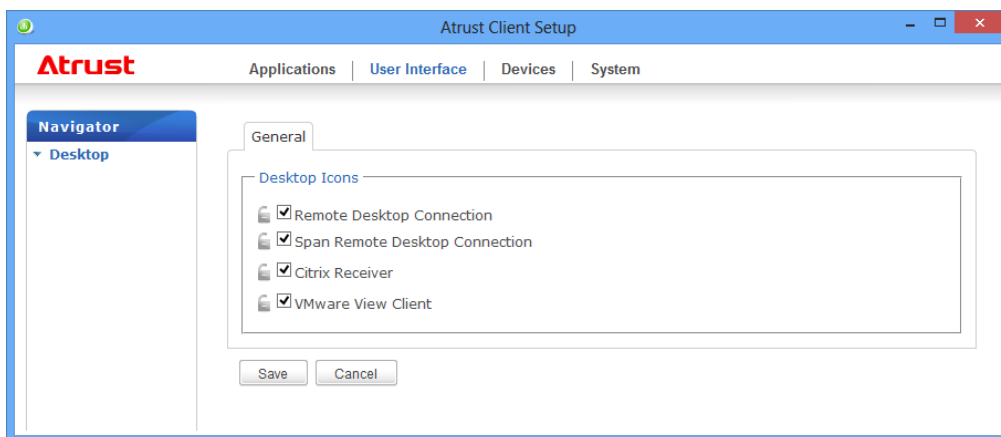 Atrust Client Setup
Atrust
Applications | User Interface | Devices | System
Navigator
Desktop
General
Desktop Icons
Remote Desktop Connection
Span Remote Desktop Connection
Citrix Receiver
VMware View Client
Save Cancel